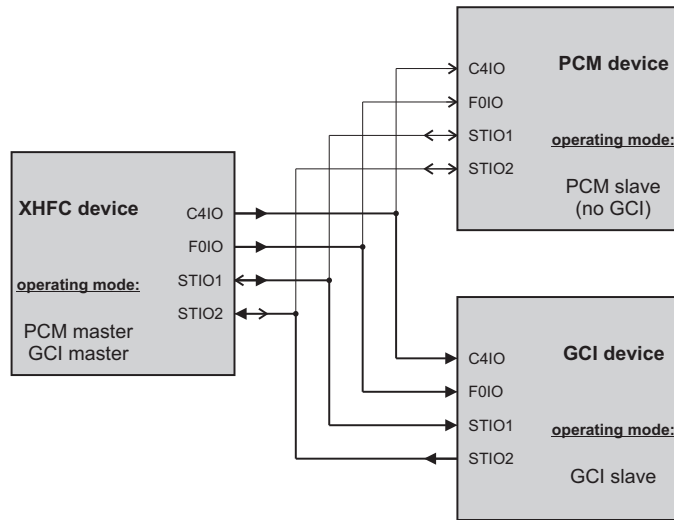 XHFC device
C4IO
F0IO
STIO1
STIO2
operating mode:
PCM master
GCI master
PCM device
C4IO
F0IO
STIO1
STIO2
operating mode:
PCM slave
(no GCI)
GCI device
C4IO
F0IO
STIO1
STIO2
operating mode:
GCI slave